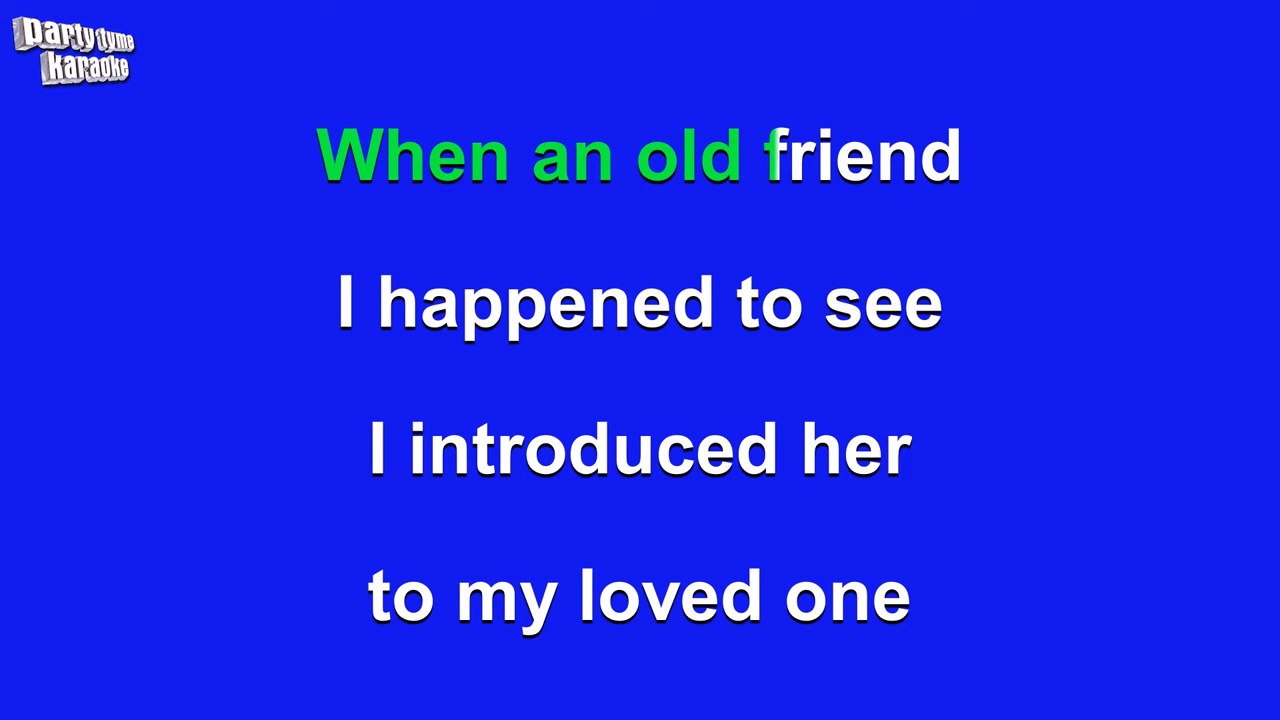 party tyme
karaoke
When an old friend
I happened to see
I introduced her
to my loved one